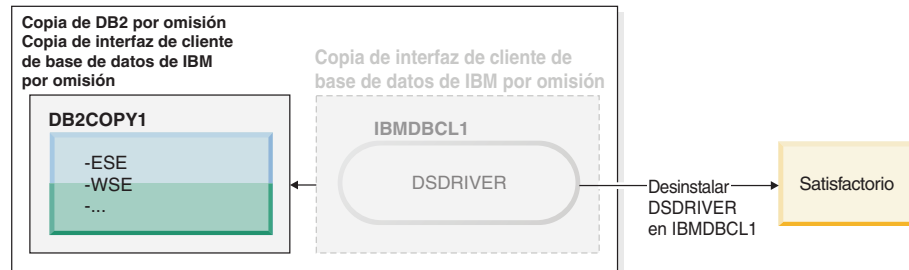 Copia de DB2 por omisión
Copia de interfaz de cliente
de base de datos de IBM
por omisión
Copia de interfaz de cliente de
base de datos de IBM por omisión
DB2COPY1
-ESE
-WSE
-...
IBMDBCL1
DSDRIVER
Desinstalar
DSDRIVER
en IBMDBCL1
Satisfactorio